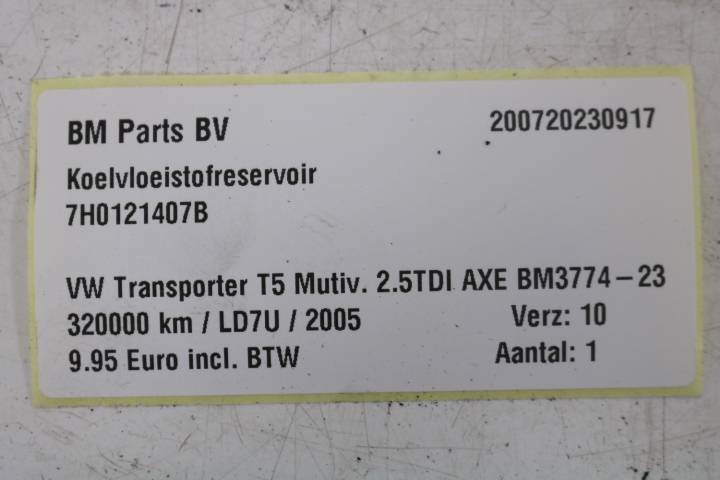 BM Parts BV 200720230917
Koelvloeistofreservoir
7H0121407B
VW Transporter T5 Mutiv. 2.5TDI AXE BM3774-23
320000 km / LD7U / 2005 Verz: 10
9.95 Euro incl. BTW Aantal: 1